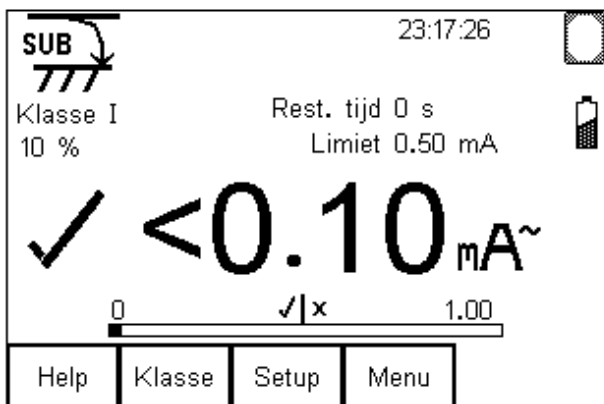 SUB
23:17:26
Klasse I
10 %
Rest. tijd 0 s
Limiet 0.50 mA
✓ <0.10 mA~
0 ✓|x 1.00
Help Klasse Setup Menu